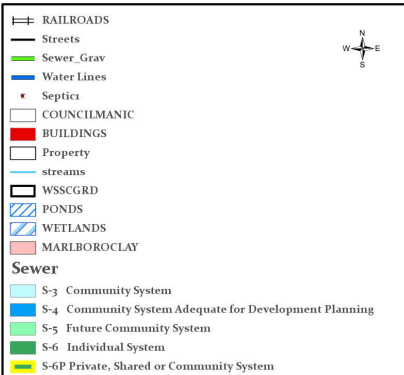 RAILROADS
Streets
Sewer_Grav
Water Lines
Septic1
COUNCILMANIC
BUILDINGS
Property
streams
WSSCGRD
PONDS
WETLANDS
MARLBOROCLAY
Sewer
S-3 Community System
S-4 Community System Adequate for Development Planning
S-5 Future Community System
S-6 Individual System
S-6P Private, Shared or Community System
N
W E
S